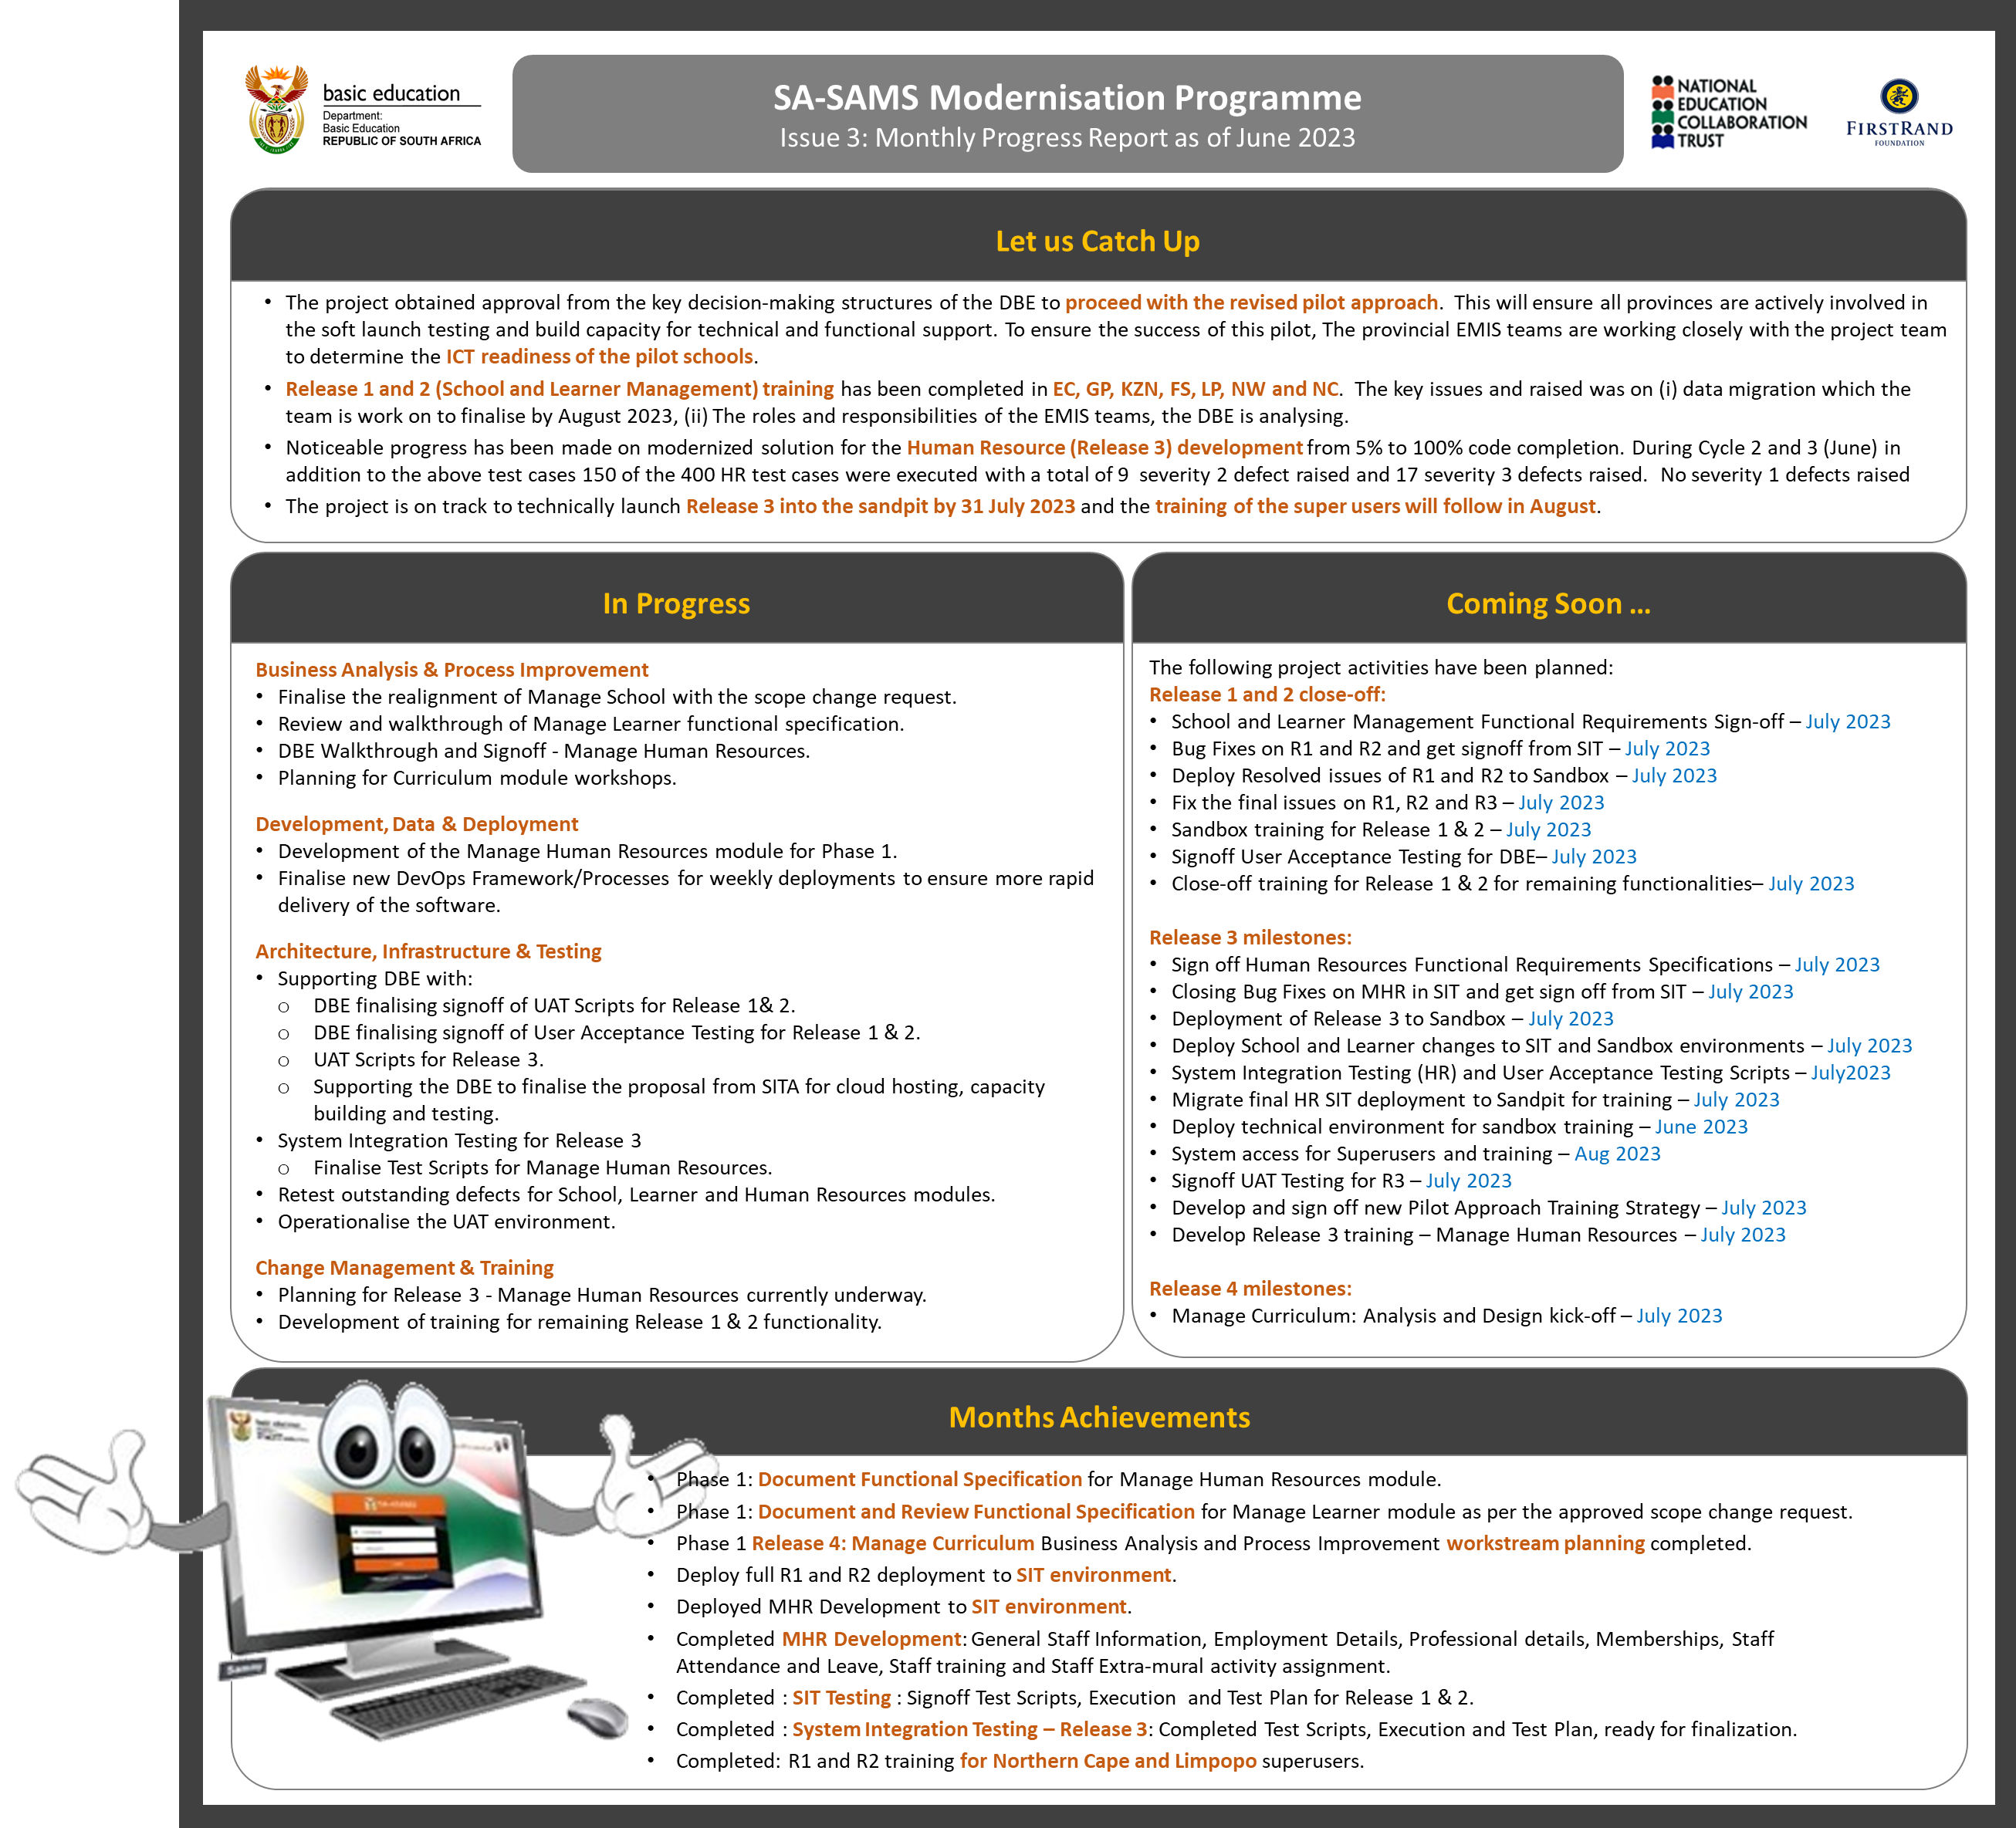 basic education
Department:
Basic Education
REPUBLIC OF SOUTH AFRICA
SA-SAMS Modernisation Programme
Issue 3: Monthly Progress Report as of June 2023
NATIONAL
EDUCATION
COLLABORATION
TRUST
FIRSTRAND
FOUNDATION
Let us Catch Up
• The project obtained approval from the key decision-making structures of the DBE to proceed with the revised pilot approach. This will ensure all provinces are actively involved in
the soft launch testing and build capacity for technical and functional support. To ensure the success of this pilot, The provincial EMIS teams are working closely with the project team
to determine the ICT readiness of the pilot schools.
• Release 1 and 2 (School and Learner Management) training has been completed in EC, GP, KZN, FS, LP, NW and NC. The key issues and raised was on (i) data migration which the
team is work on to finalise by August 2023, (ii) The roles and responsibilities of the EMIS teams, the DBE is analysing.
• Noticeable progress has been made on modernized solution for the Human Resource (Release 3) development from 5% to 100% code completion. During Cycle 2 and 3 (June) in
addition to the above test cases 150 of the 400 HR test cases were executed with a total of 9 severity 2 defect raised and 17 severity 3 defects raised. No severity 1 defects raised
• The project is on track to technically launch Release 3 into the sandpit by 31 July 2023 and the training of the super users will follow in August.
In Progress
Business Analysis & Process Improvement
• Finalise the realignment of Manage School with the scope change request.
• Review and walkthrough of Manage Learner functional specification.
• DBE Walkthrough and Signoff - Manage Human Resources.
• Planning for Curriculum module workshops.
Development, Data & Deployment
• Development of the Manage Human Resources module for Phase 1.
• Finalise new DevOps Framework/Processes for weekly deployments to ensure more rapid
delivery of the software.
Architecture, Infrastructure & Testing
• Supporting DBE with:
o DBE finalising signoff of UAT Scripts for Release 1& 2.
o DBE finalising signoff of User Acceptance Testing for Release 1 & 2.
o UAT Scripts for Release 3.
o Supporting the DBE to finalise the proposal from SITA for cloud hosting, capacity
building and testing.
• System Integration Testing for Release 3
o Finalise Test Scripts for Manage Human Resources.
• Retest outstanding defects for School, Learner and Human Resources modules.
• Operationalise the UAT environment.
Change Management & Training
• Planning for Release 3 - Manage Human Resources currently underway.
• Development of training for remaining Release 1 & 2 functionality.
Coming Soon ...
The following project activities have been planned:
Release 1 and 2 close-off:
• School and Learner Management Functional Requirements Sign-off – July 2023
• Bug Fixes on R1 and R2 and get signoff from SIT – July 2023
• Deploy Resolved issues of R1 and R2 to Sandbox – July 2023
• Fix the final issues on R1, R2 and R3 – July 2023
• Sandbox training for Release 1 & 2 – July 2023
• Signoff User Acceptance Testing for DBE– July 2023
• Close-off training for Release 1 & 2 for remaining functionalities– July 2023
Release 3 milestones:
• Sign off Human Resources Functional Requirements Specifications – July 2023
• Closing Bug Fixes on MHR in SIT and get sign off from SIT – July 2023
• Deployment of Release 3 to Sandbox – July 2023
• Deploy School and Learner changes to SIT and Sandbox environments – July 2023
• System Integration Testing (HR) and User Acceptance Testing Scripts – July2023
• Migrate final HR SIT deployment to Sandpit for training – July 2023
• Deploy technical environment for sandbox training – June 2023
• System access for Superusers and training – Aug 2023
• Signoff UAT Testing for R3 – July 2023
• Develop and sign off new Pilot Approach Training Strategy – July 2023
• Develop Release 3 training – Manage Human Resources – July 2023
Release 4 milestones:
• Manage Curriculum: Analysis and Design kick-off – July 2023
Months Achievements
• Phase 1: Document Functional Specification for Manage Human Resources module.
• Phase 1: Document and Review Functional Specification for Manage Learner module as per the approved scope change request.
• Phase 1 Release 4: Manage Curriculum Business Analysis and Process Improvement workstream planning completed.
• Deploy full R1 and R2 deployment to SIT environment.
• Deployed MHR Development to SIT environment.
• Completed MHR Development: General Staff Information, Employment Details, Professional details, Memberships, Staff
Attendance and Leave, Staff training and Staff Extra-mural activity assignment.
• Completed : SIT Testing : Signoff Test Scripts, Execution and Test Plan for Release 1 & 2.
• Completed : System Integration Testing – Release 3: Completed Test Scripts, Execution and Test Plan, ready for finalization.
• Completed: R1 and R2 training for Northern Cape and Limpopo superusers.